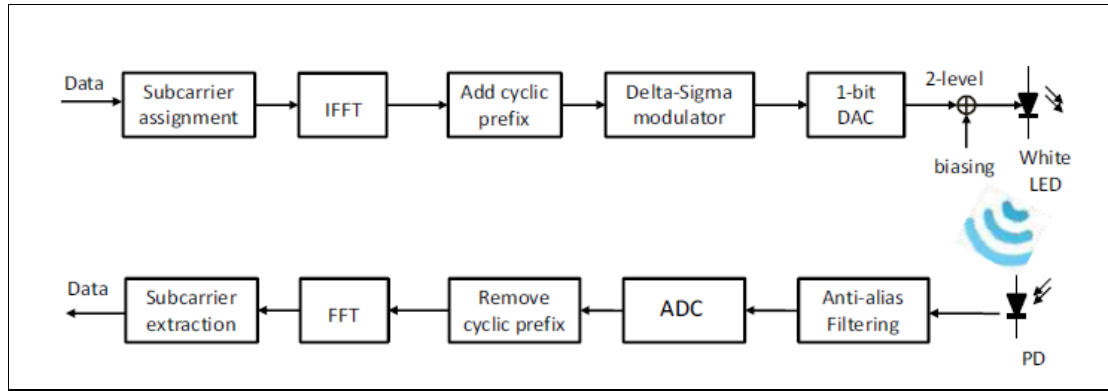 Data
Subcarrier
assignment
IFFT
Add cyclic
prefix
Delta-Sigma
modulator
1-bit
DAC
2-level
biasing
White
LED
Data
Subcarrier
extraction
FFT
Remove
cyclic prefix
ADC
Anti-alias
Filtering
PD